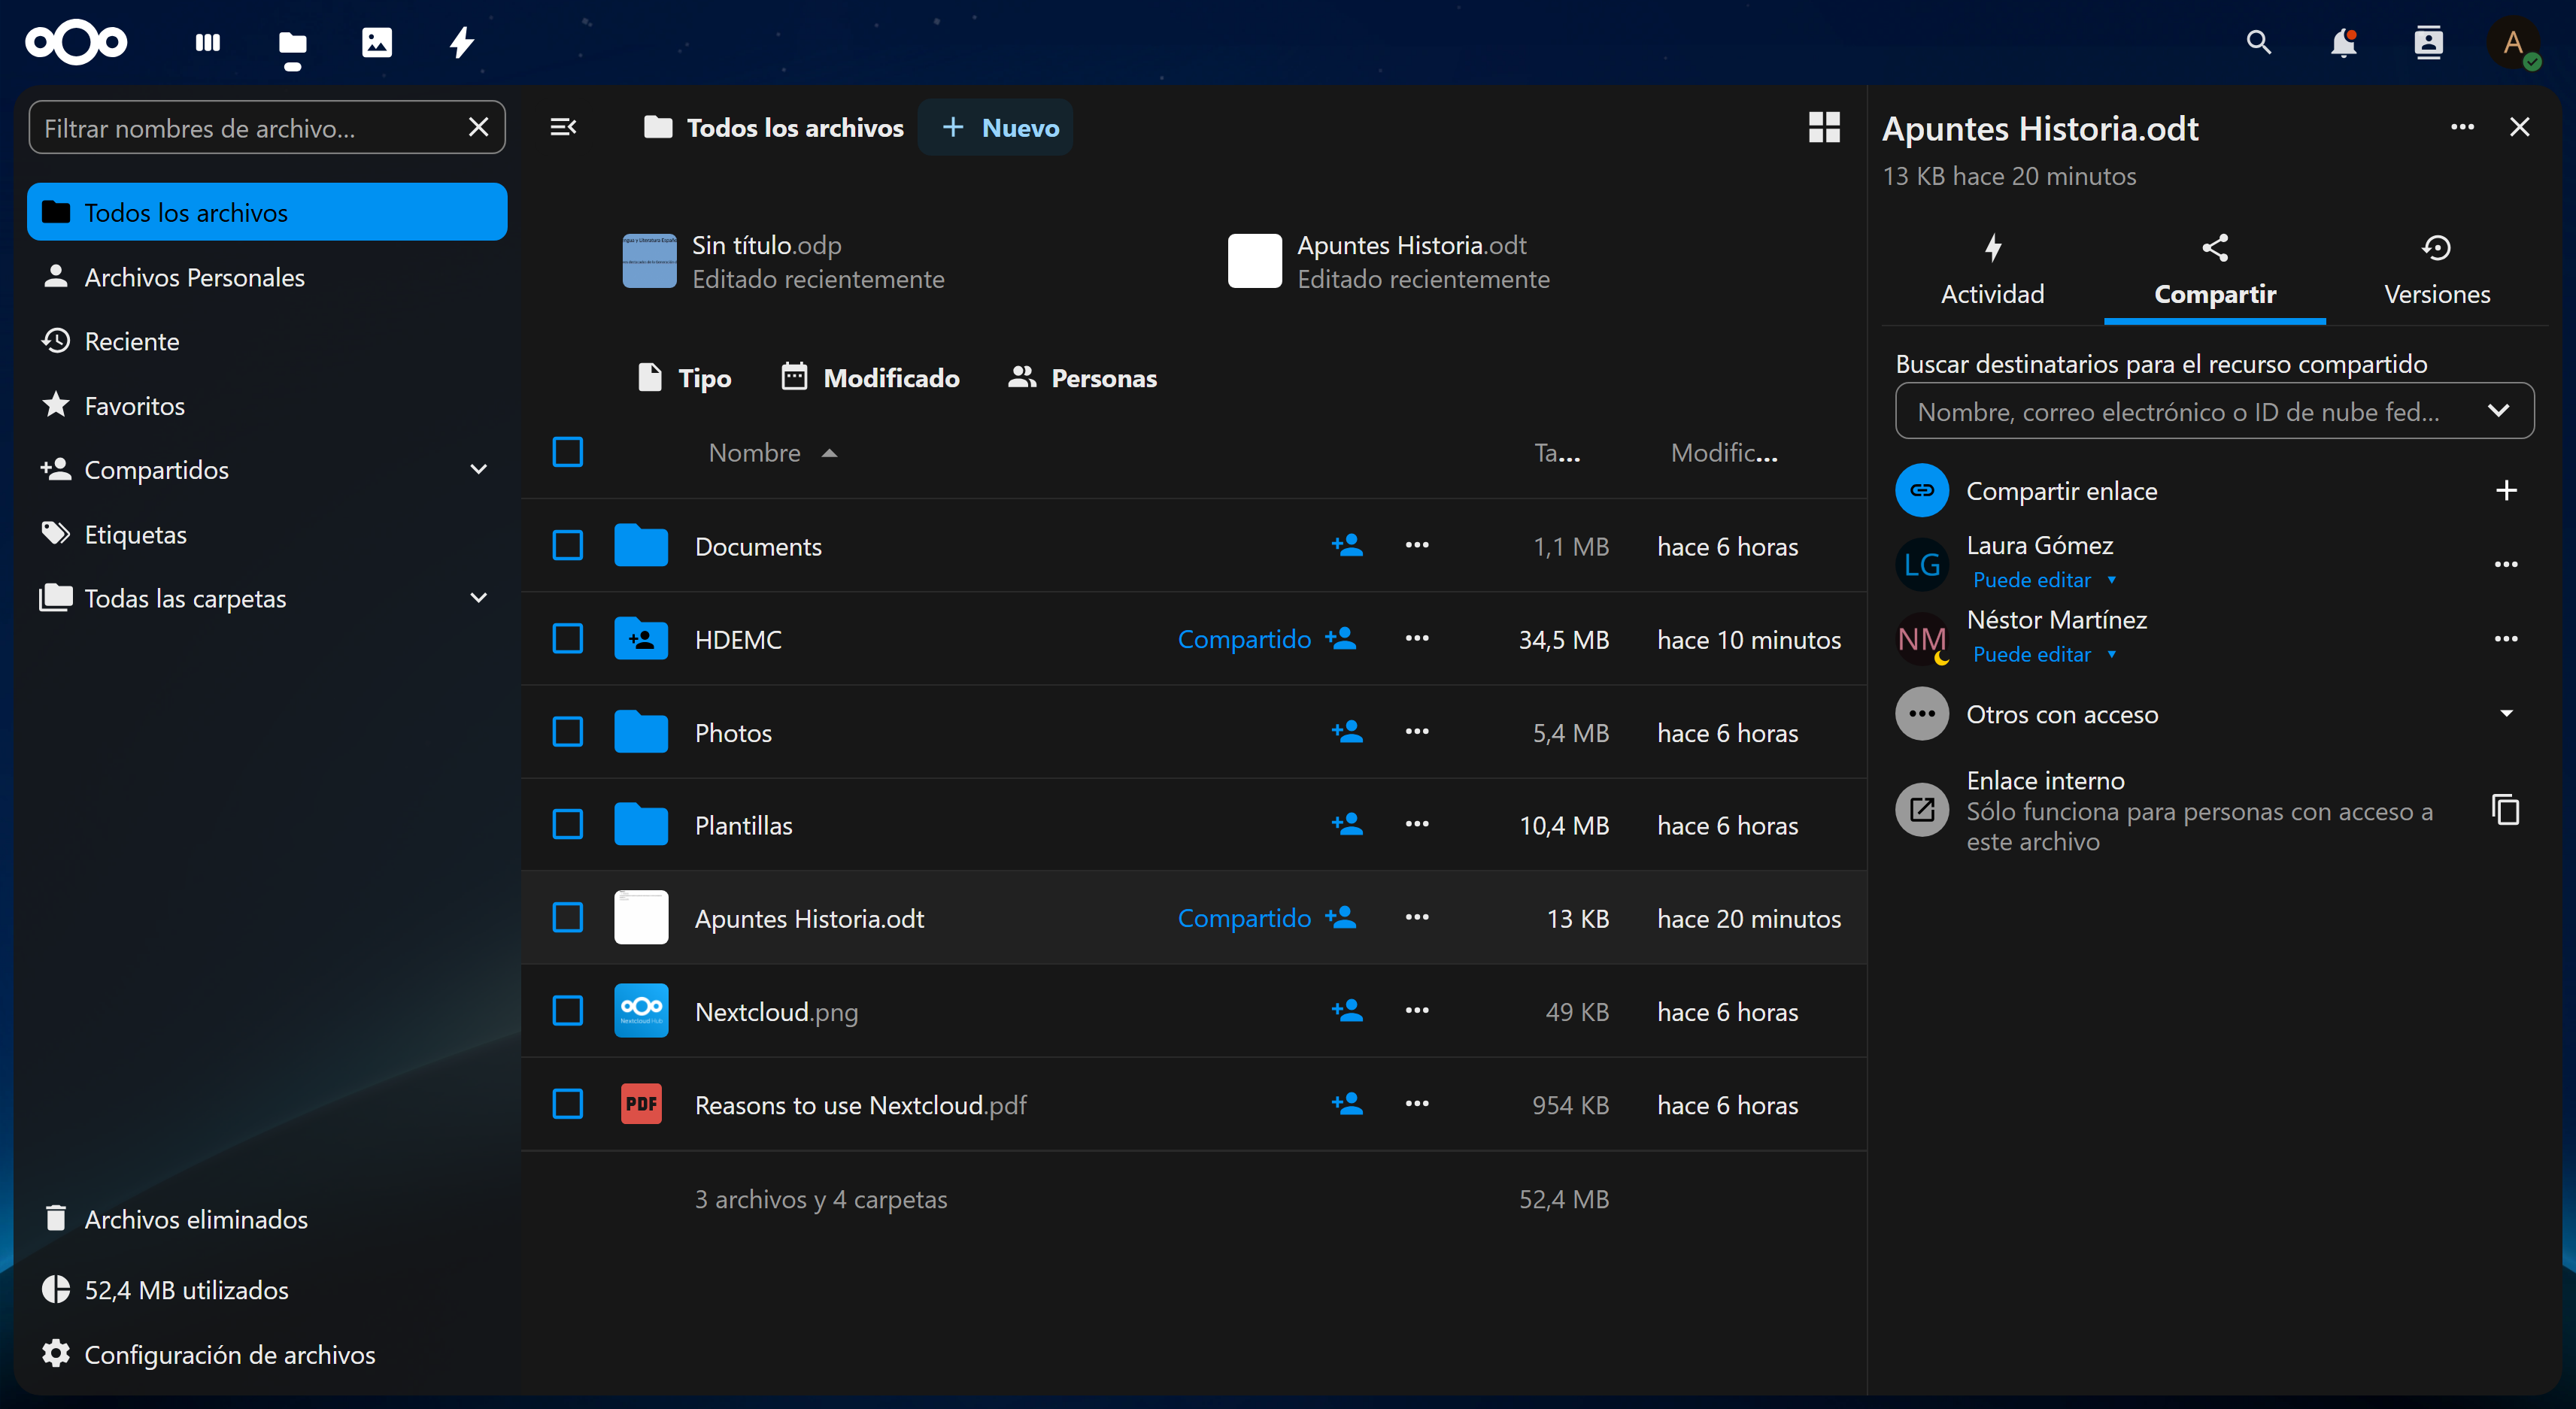 A
Filtrar nombres de archivo...
Todos los archivos
Archivos Personales
Reciente
Favoritos
Compartidos
Etiquetas
Todas las carpetas
Archivos eliminados
52,4 MB utilizados
Configuración de archivos
Todos los archivos
Nuevo
Sin título.odp
Editado recientemente
Apuntes Historia.odt
Editado recientemente
Tipo
Modificado
Personas
Nombre Ta... Modific...
Documents 1,1 MB hace 6 horas
HDEMC Compartido 34,5 MB hace 10 minutos
Photos 5,4 MB hace 6 horas
Plantillas 10,4 MB hace 6 horas
Apuntes Historia.odt Compartido 13 KB hace 20 minutos
Nextcloud Hub
Nextcloud.png 49 KB hace 6 horas
PDF
Reasons to use Nextcloud.pdf 954 KB hace 6 horas
3 archivos y 4 carpetas 52,4 MB
Apuntes Historia.odt
13 KB hace 20 minutos
Actividad
Compartir
Versiones
Buscar destinatarios para el recurso compartido
Nombre, correo electrónico o ID de nube fed...
Compartir enlace
LG
Laura Gómez
Puede editar
NM
Néstor Martínez
Puede editar
Otros con acceso
Enlace interno
Sólo funciona para personas con acceso a
este archivo